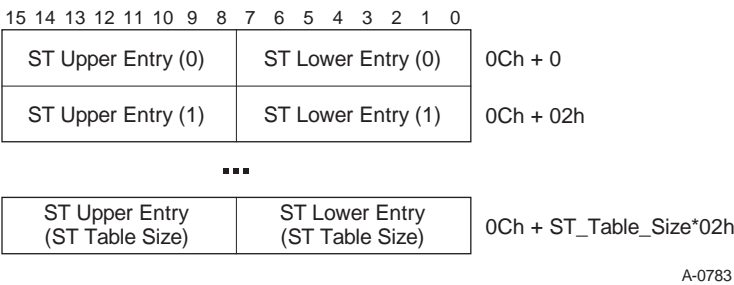 15 14 13 12 11 10 9 8 7 6 5 4 3 2 1 0
ST Upper Entry (0) ST Lower Entry (0) 0Ch + 0
ST Upper Entry (1) ST Lower Entry (1) 0Ch + 02h
...
ST Upper Entry ST Lower Entry
(ST Table Size) (ST Table Size) 0Ch + ST_Table_Size*02h
A-0783